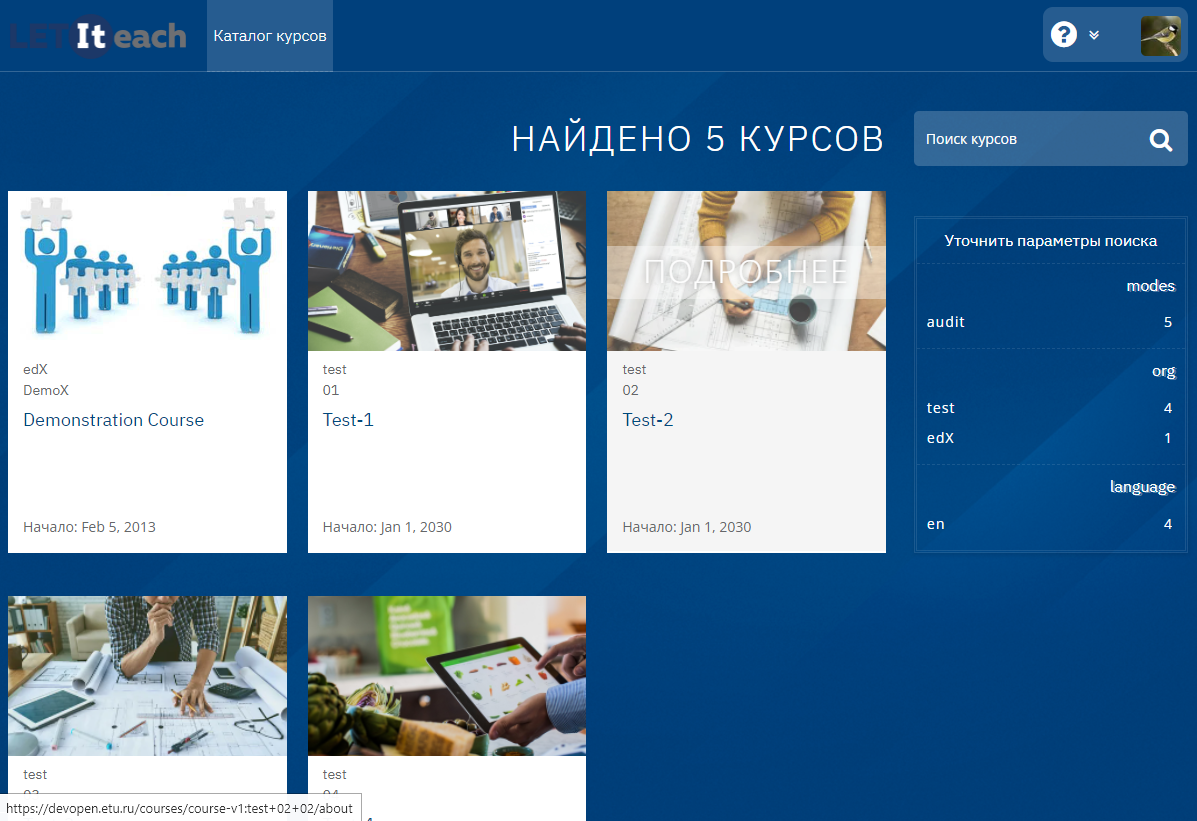 LETIteach
Каталог курсов
?
НАЙДЕНО 5 КУРСОВ
Поиск курсов
Уточнить параметры поиска
modes
audit 5
org
test 4
edX 1
language
en 4
edX
DemoX
Demonstration Course
Начало: Feb 5, 2013
test
01
Test-1
Начало: Jan 1, 2030
ПОДРОБНЕЕ
test
02
Test-2
Начало: Jan 1, 2030
test
test
https://devopen.etu.ru/courses/course-v1:test+02+02/about